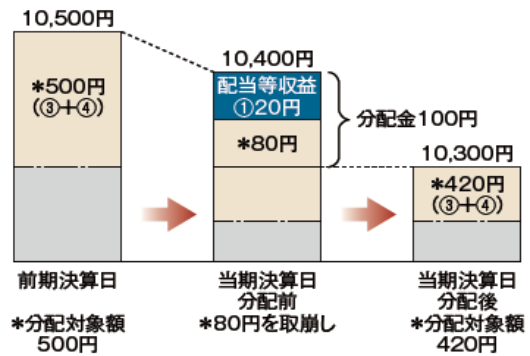 10,500円
*500円
(③+④)
前期決算日
*分配対象額
500円
10,400円
配当等収益
①20円
*80円
分配金100円
当期決算日
分配前
*80円を取崩し
10,300円
*420円
(③+④)
当期決算日
分配後
*分配対象額
420円